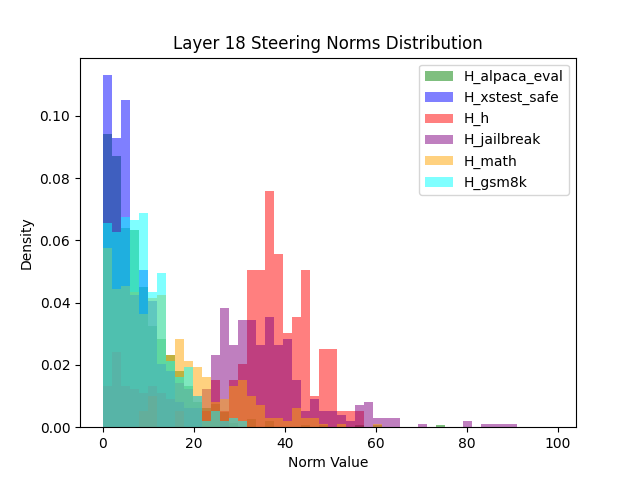 Layer 18 Steering Norms Distribution
H_alpaca_eval
H_xstest_safe
H_h
H_jailbreak
H_math
H_gsm8k
Density
0.10
0.08
0.06
0.04
0.02
0.00
0 20 40 60 80 100
Norm Value